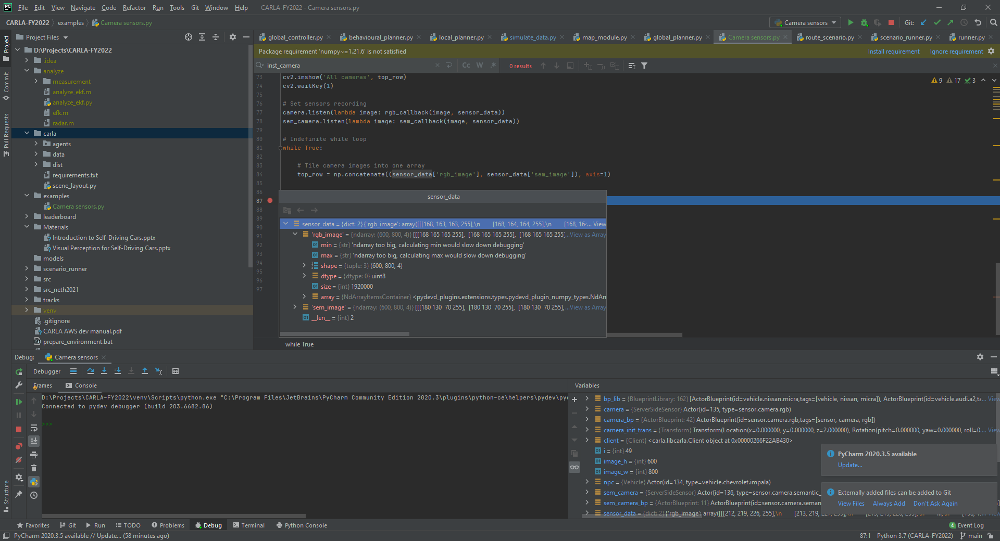 File Edit View Navigate Code Refactor Run Tools Git Window Help CARLA-FY2022 - Camera sensors.py
CARLA-FY2022 examples Camera sensors.py Camera sensors Git:
Project Files
global_controller.py behavioural_planner.py local_planner.py simulate_data.py map_module.py global_planner.py Camera sensors.py route_scenario.py scenario_runner.py runner.py
Project
Commit
Pull Requests
Structure
D:\Projects\CARLA-FY2022
.idea
analyze
measurement
analyze_ekf.m
analyze_ekf.py
efk.m
radar.m
carla
agents
data
dist
requirements.txt
scene_layout.py
examples
Camera sensors.py
leaderboard
Materials
Introduction to Self-Driving Cars.pptx
Visual Perception for Self-Driving Cars.pptx
models
scenario_runner
src
src_neth2021
tracks
venv
.gitignore
CARLA AWS dev manual.pdf
prepare_environment.bat
Package requirement 'numpy~=1.21.6' is not satisfied Install requirement Ignore requirement
inst_camera Cc W .* 0 results
9 17 3
73 cv2.imshow('All cameras', top_row)
74 cv2.waitKey(1)
75
76 # Set sensors recording
77 camera.listen(lambda image: rgb_callback(image, sensor_data))
78 sem_camera.listen(lambda image: sem_callback(image, sensor_data))
79
80 # Indefinite while loop
81 while True:
82
83 # Tile camera images into one array
84 top_row = np.concatenate((sensor_data['rgb_image'], sensor_data['sem_image']), axis=1)
85
86
87
88
89
90
91
92
93
94
95
96
97
sensor_data
sensor_data = {dict: 2} {'rgb_image': array([[[168, 163, 163, 255],\n [168, 164, 164, 255],\n [168, 164... View
'rgb_image' = {ndarray: (600, 800, 4)} [[[168 165 165 255], [168 165 165 255], [168 165 165 255] ...View as Array
min = {str} 'ndarray too big, calculating min would slow down debugging'
max = {str} 'ndarray too big, calculating max would slow down debugging'
shape = {tuple: 3} (600, 800, 4)
dtype = {dtype: 0} uint8
size = {int} 1920000
array = {NdArrayItemsContainer} <pydevd_plugins.extensions.types.pydevd_plugin_numpy_types.NdArr
'sem_image' = {ndarray: (600, 800, 4)} [[[180 130 70 255], [180 130 70 255], [180 130 70 255], ...View as Array
__len__ = {int} 2
while True
Debug: Camera sensors
Debugger
Frames Console
D:\Projects\CARLA-FY2022\venv\Scripts\python.exe "C:\Program Files\JetBrains\PyCharm Community Edition 2020.3\plugins\python-ce\helpers\pydev\pyd
Connected to pydev debugger (build 203.6682.86)
>>>
Variables
bp_lib = {BlueprintLibrary: 162} [ActorBlueprint(id=vehicle.nissan.micra,tags=[vehicle, nissan, micra]), ActorBlueprint(id=vehicle.audi.a2,ta... View
camera = {ServerSideSensor} Actor(id=135, type=sensor.camera.rgb)
camera_bp = {ActorBlueprint: 42} ActorBlueprint(id=sensor.camera.rgb,tags=[sensor, camera, rgb])
camera_init_trans = {Transform} Transform(Location(x=0.000000, y=0.000000, z=2.000000), Rotation(pitch=0.000000, yaw=0.000000, roll=0.... View
client = {Client} <carla.libcarla.Client object at 0x00000266F22AB430>
i = {int} 49
image_h = {int} 600
image_w = {int} 800
npc = {Vehicle} Actor(id=134, type=vehicle.chevrolet.impala)
sem_camera = {ServerSideSensor} Actor(id=136, type=sensor.camera.semantic_
sem_camera_bp = {ActorBlueprint: 11} ActorBlueprint(id=sensor.camera.seman
sensor_data = {dict: 2} {'rgb_image': array([[[212, 219, 226, 255],\n
PyCharm 2020.3.5 available
Update...
Externally added files can be added to Git
View Files Always Add Don't Ask Again
Favorites Git Run TODO Problems Debug Terminal Python Console 4 Event Log
PyCharm 2020.3.5 available // Update... (58 minutes ago) 87:1 Python 3.7 (CARLA-FY2022) main